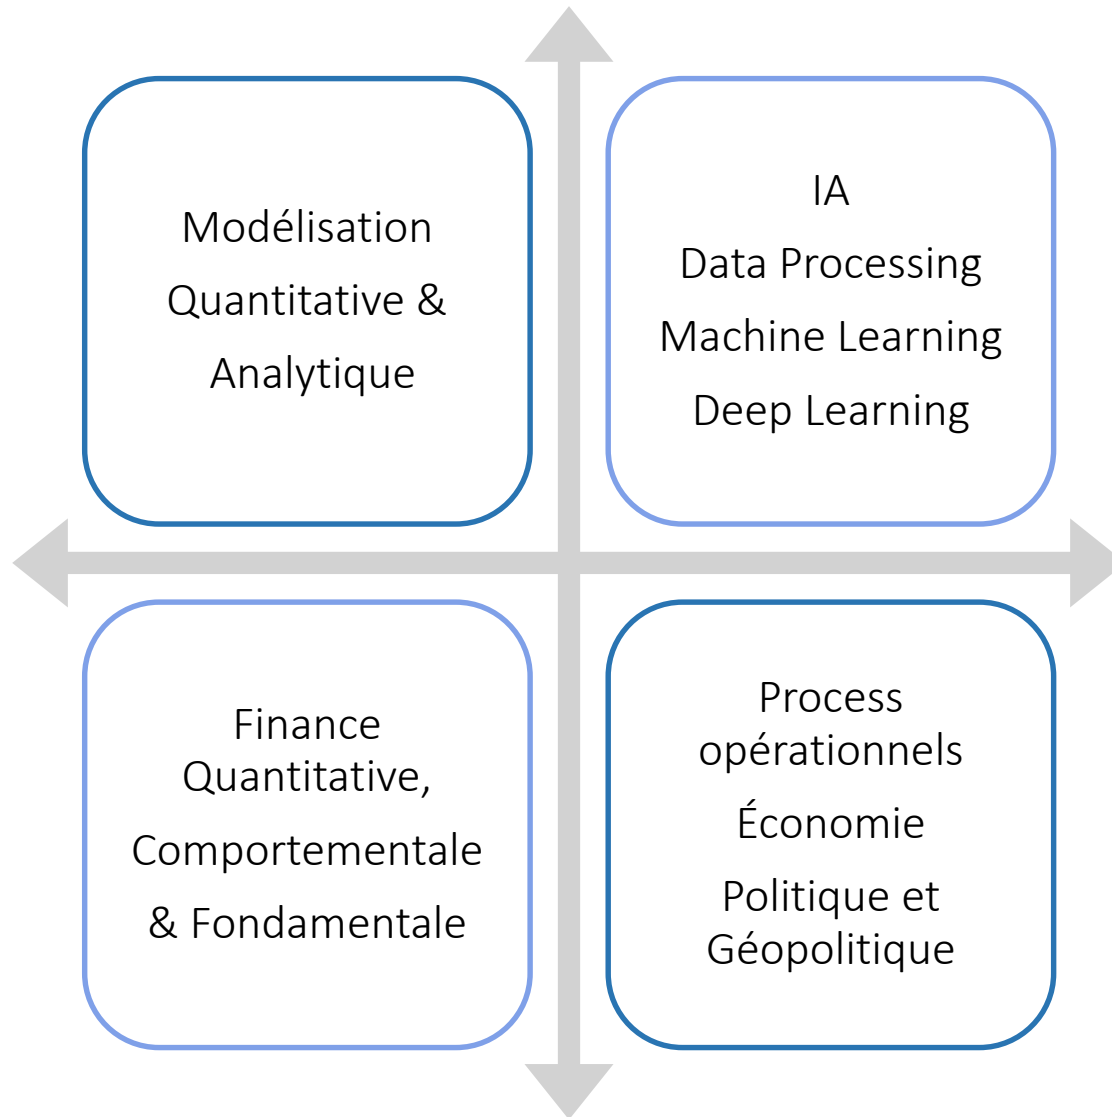 Modélisation
Quantitative &
Analytique
IA
Data Processing
Machine Learning
Deep Learning
Finance
Quantitative,
Comportementale
& Fondamentale
Process
opérationnels
Économie
Politique et
Géopolitique